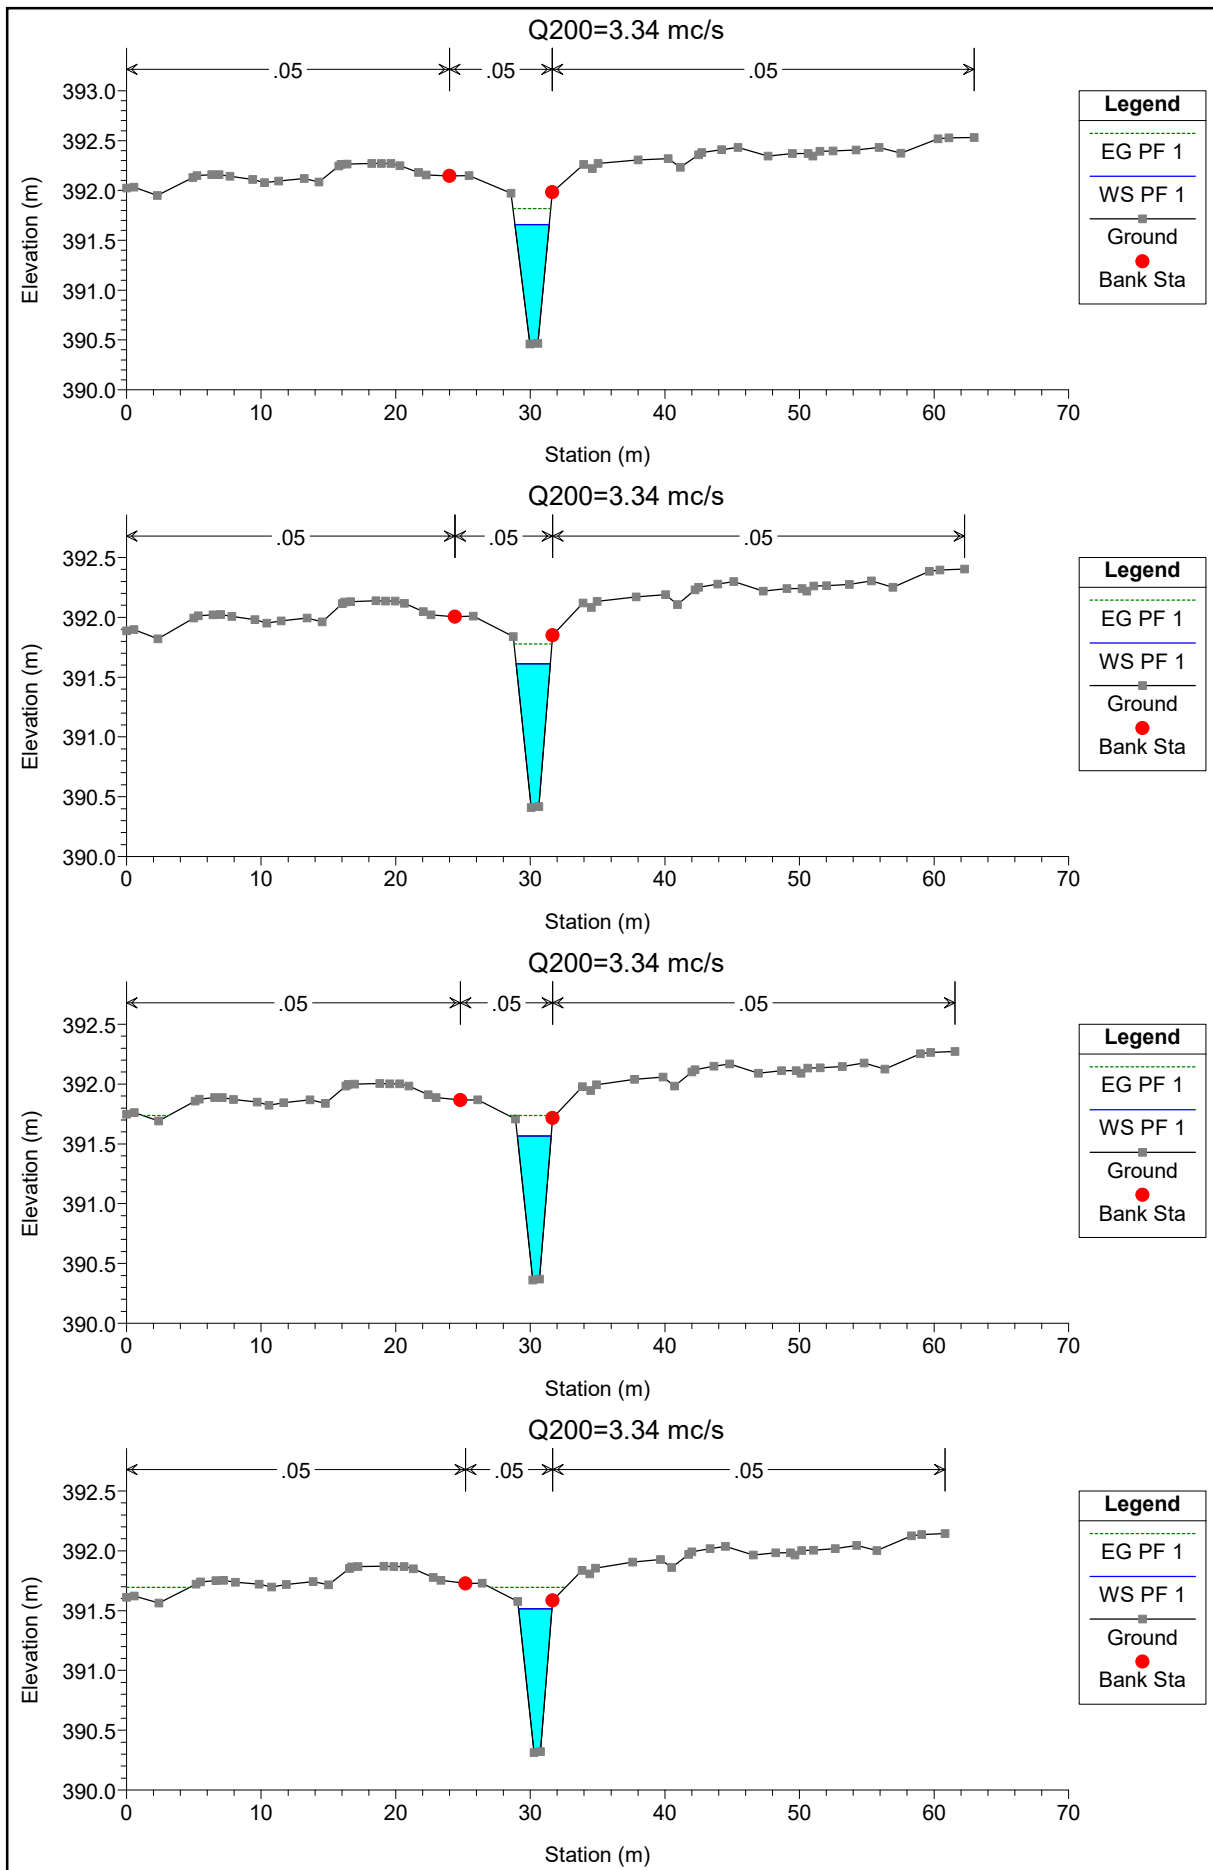 Q200=3.34 mc/s
.05 .05 .05
393.0
392.5
392.0
391.5
391.0
390.5
390.0
Elevation (m)
0 10 20 30 40 50 60 70
Station (m)
Legend
EG PF 1
WS PF 1
Ground
Bank Sta
Q200=3.34 mc/s
.05 .05 .05
392.5
392.0
391.5
391.0
390.5
390.0
Elevation (m)
0 10 20 30 40 50 60 70
Station (m)
Legend
EG PF 1
WS PF 1
Ground
Bank Sta
Q200=3.34 mc/s
.05 .05 .05
392.5
392.0
391.5
391.0
390.5
390.0
Elevation (m)
0 10 20 30 40 50 60 70
Station (m)
Legend
EG PF 1
WS PF 1
Ground
Bank Sta
Q200=3.34 mc/s
.05 .05 .05
392.5
392.0
391.5
391.0
390.5
390.0
Elevation (m)
0 10 20 30 40 50 60 70
Station (m)
Legend
EG PF 1
WS PF 1
Ground
Bank Sta